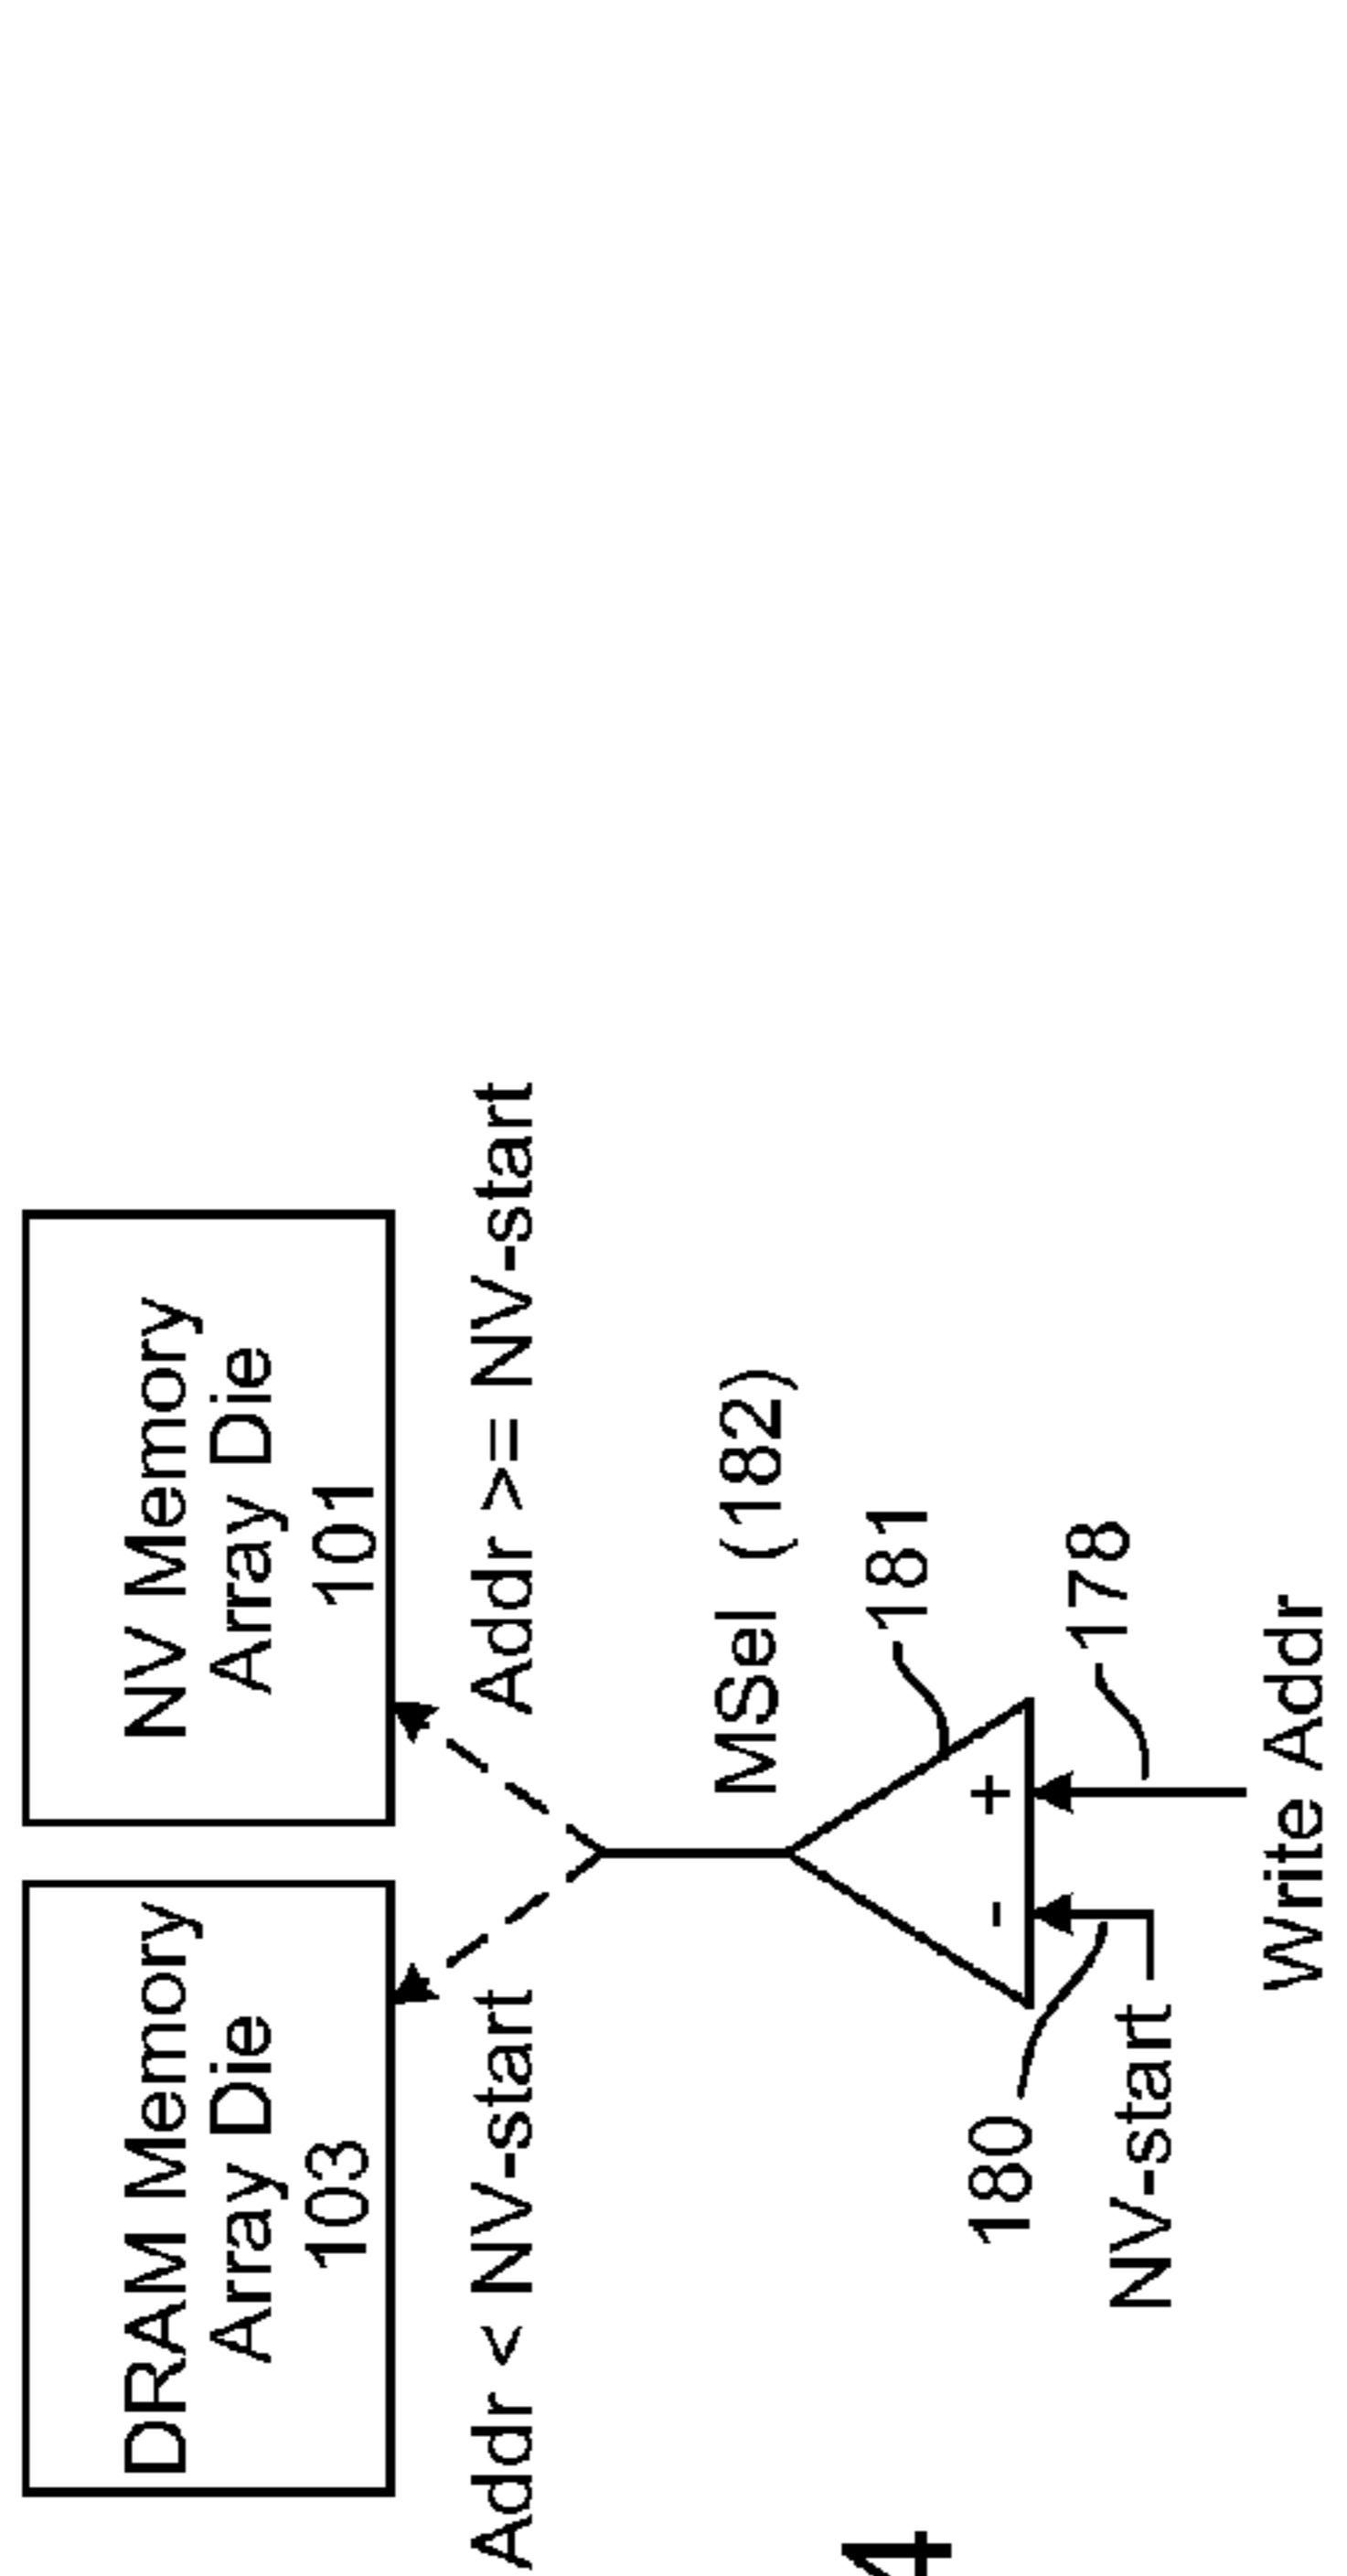 DRAM Memory
Array Die
103
NV Memory
Array Die
101
Addr < NV-start
Addr >= NV-start
MSel (182)
181
-
+
180
178
NV-start
Write Addr
4